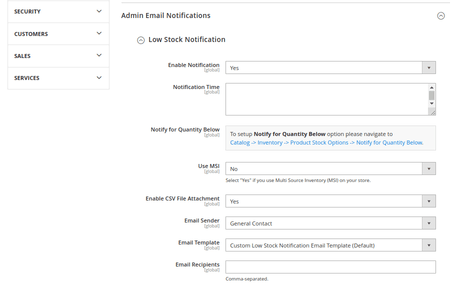 SECURITY
CUSTOMERS
SALES
SERVICES
Admin Email Notifications
Low Stock Notification
Enable Notification
[global]
Yes
Notification Time
[global]
Notify for Quantity Below
[global]
To setup Notify for Quantity Below option please navigate to
Catalog -> Inventory -> Product Stock Options -> Notify for Quantity Below.
Use MSI
[global]
No
Select "Yes" if you use Multi Source Inventory (MSI) on your store.
Enable CSV File Attachment
[global]
Yes
Email Sender
[global]
General Contact
Email Template
[global]
Custom Low Stock Notification Email Template (Default)
Email Recipients
[global]
Comma-separated.